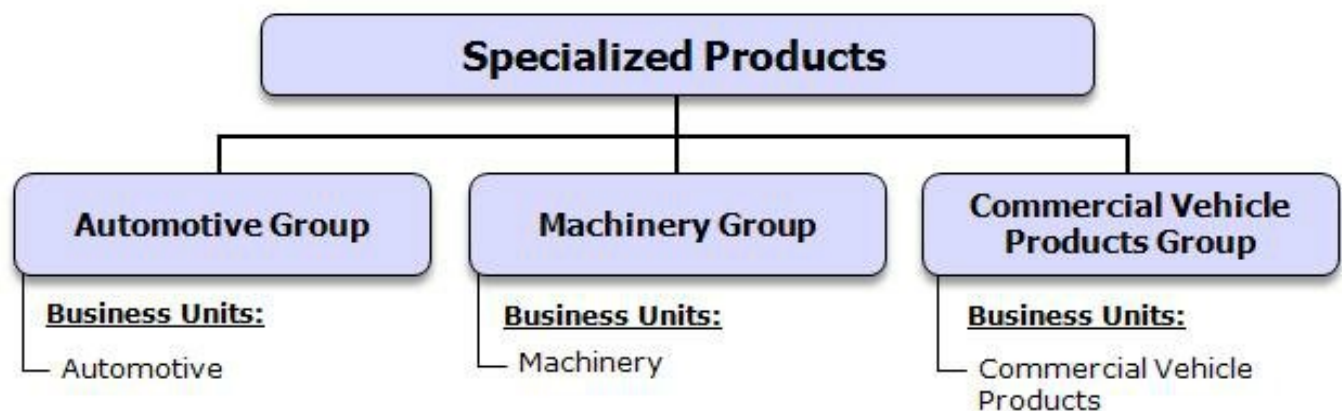 Specialized Products
Automotive Group
Machinery Group
Commercial Vehicle
Products Group
Business Units:
Automotive
Business Units:
Machinery
Business Units:
Commercial Vehicle
Products